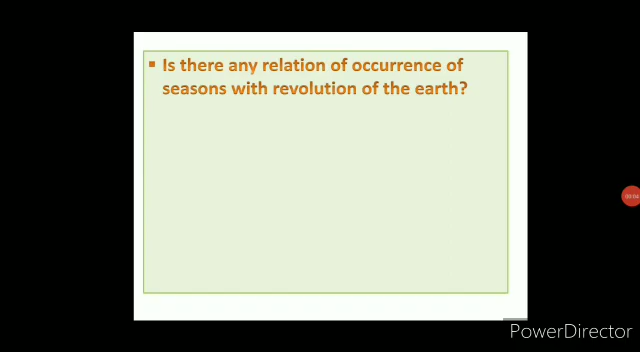 Is there any relation of occurrence of
seasons with revolution of the earth?
PowerDirector